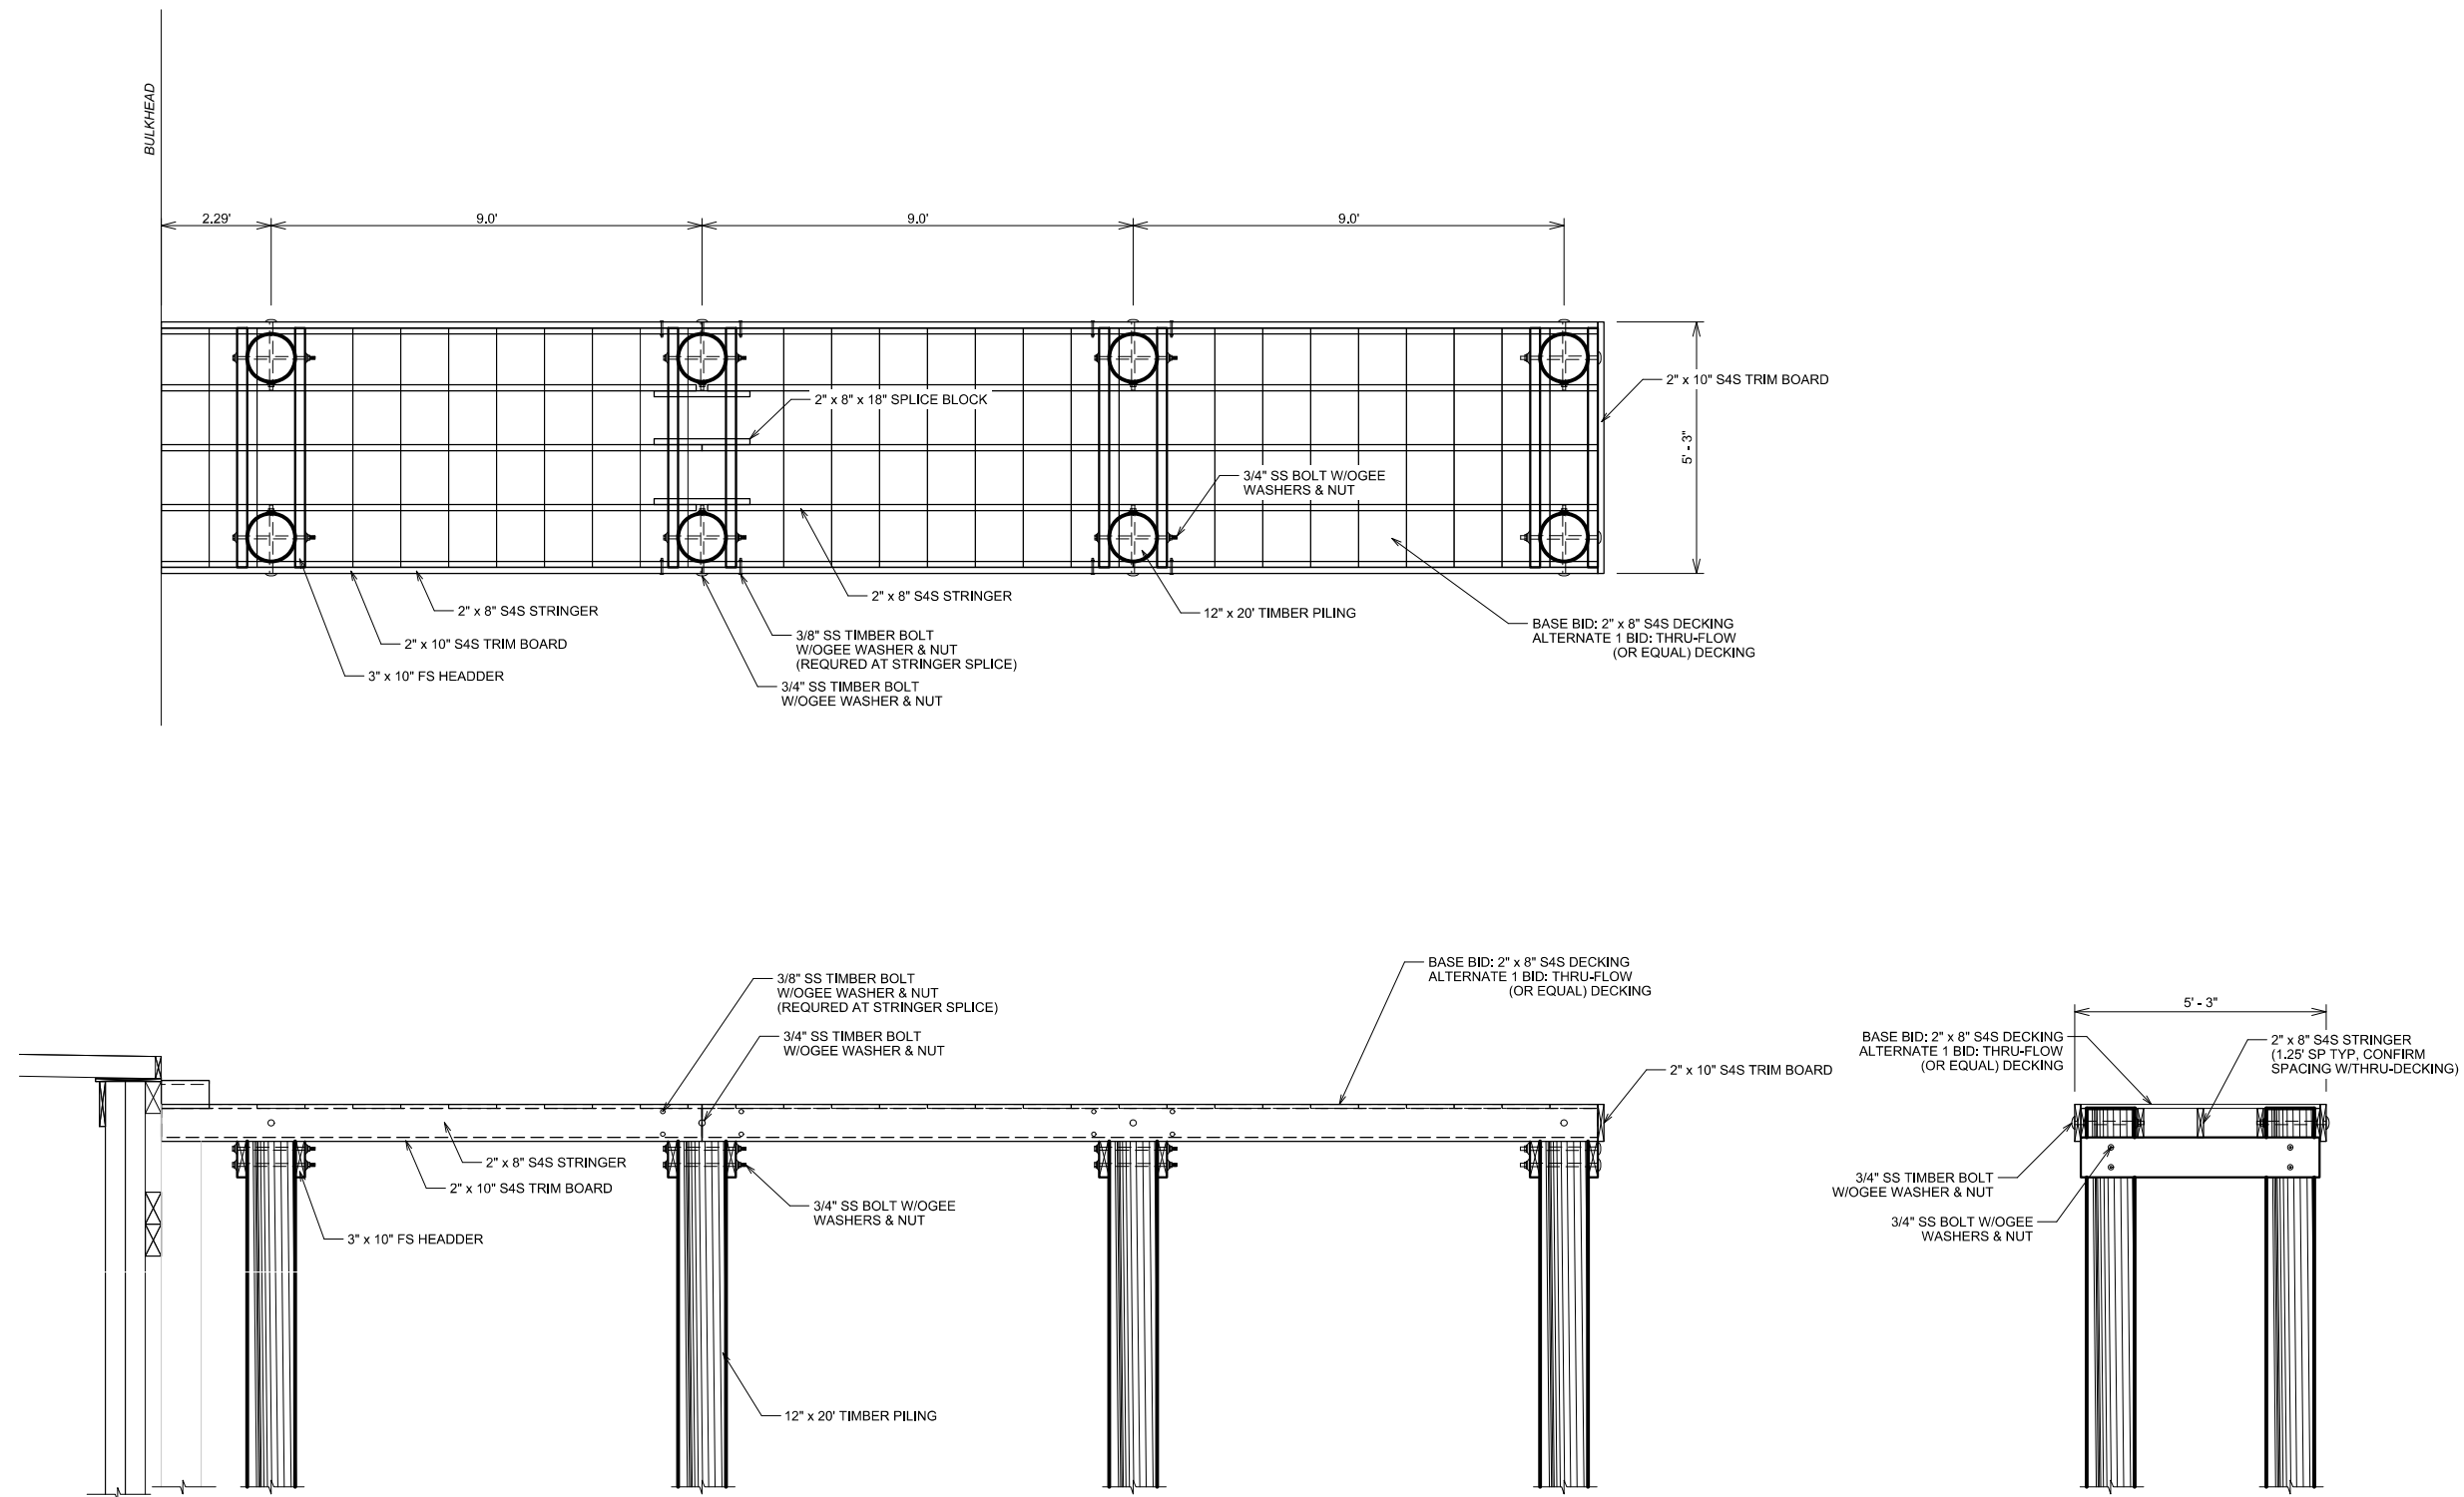 BULKHEAD
2.29'
9.0'
9.0'
9.0'
2" x 10" S4S TRIM BOARD
2" x 8" x 18" SPLICE BLOCK
5' - 3"
3/4" SS BOLT W/OGEE
WASHERS & NUT
2" x 8" S4S STRINGER
2" x 8" S4S STRINGER
12" x 20' TIMBER PILING
BASE BID: 2" x 8" S4S DECKING
ALTERNATE 1 BID: THRU-FLOW
(OR EQUAL) DECKING
2" x 10" S4S TRIM BOARD
3/8" SS TIMBER BOLT
W/OGEE WASHER & NUT
(REQURED AT STRINGER SPLICE)
3" x 10" FS HEADDER
3/4" SS TIMBER BOLT
W/OGEE WASHER & NUT
3/8" SS TIMBER BOLT
W/OGEE WASHER & NUT
(REQURED AT STRINGER SPLICE)
BASE BID: 2" x 8" S4S DECKING
ALTERNATE 1 BID: THRU-FLOW
(OR EQUAL) DECKING
5' - 3"
3/4" SS TIMBER BOLT
W/OGEE WASHER & NUT
BASE BID: 2" x 8" S4S DECKING
ALTERNATE 1 BID: THRU-FLOW
(OR EQUAL) DECKING
2" x 8" S4S STRINGER
(1.25' SP TYP, CONFIRM
SPACING W/THRU-DECKING)
2" x 10" S4S TRIM BOARD
2" x 8" S4S STRINGER
2" x 10" S4S TRIM BOARD
3/4" SS TIMBER BOLT
W/OGEE WASHER & NUT
3/4" SS BOLT W/OGEE
WASHERS & NUT
3/4" SS BOLT W/OGEE
WASHERS & NUT
3" x 10" FS HEADDER
12" x 20' TIMBER PILING